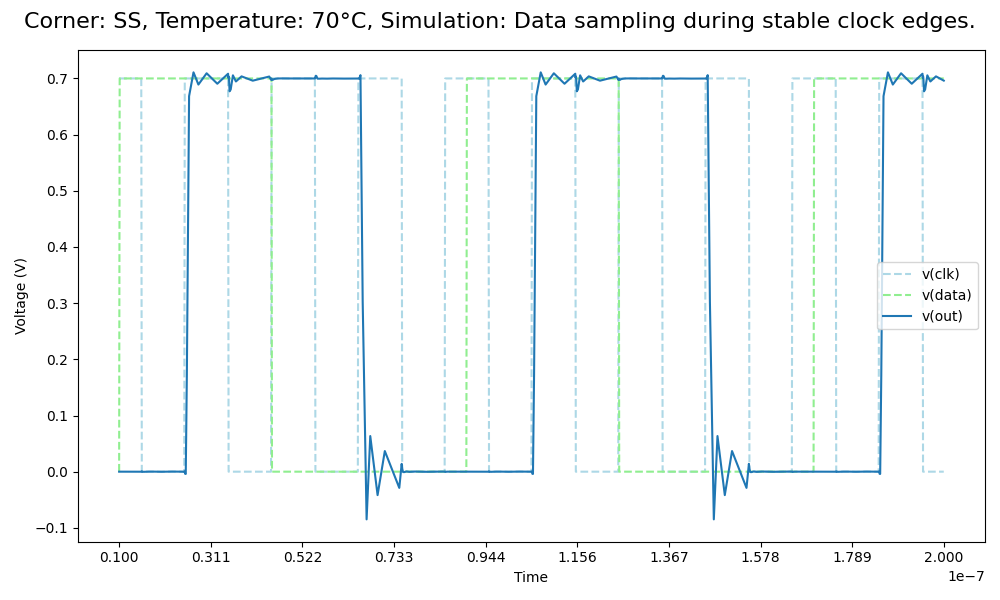 Corner: SS, Temperature: 70°C, Simulation: Data sampling during stable clock edges.
0.7
0.6
0.5
0.4
0.3
0.2
0.1
0.0
−0.1
Voltage (V)
v(clk)
v(data)
v(out)
0.100 0.311 0.522 0.733 0.944 1.156 1.367 1.578 1.789 2.000
1e−7
Time